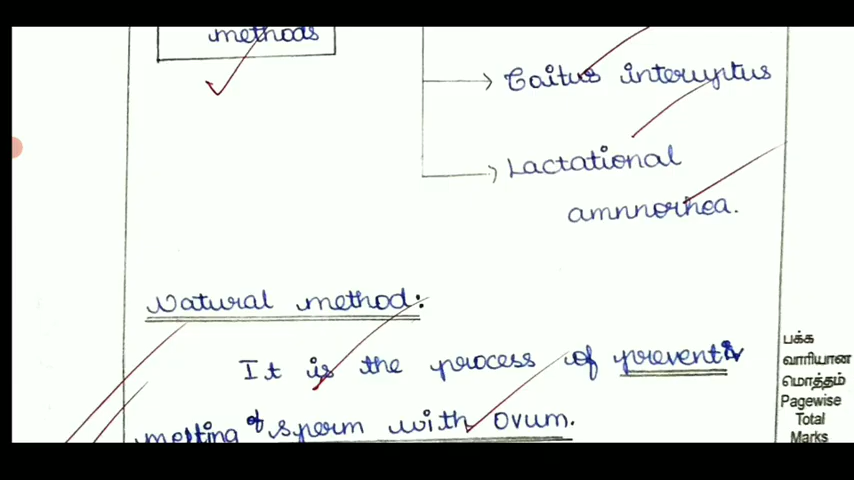 methods
Coitus interuptus
Lactational
amnnorhea.
Natural method:
It is the process of preventiv
meeting of sperm with ovum.
பக்க
வாரியான
மொத்தம்
Pagewise
Total
Marks